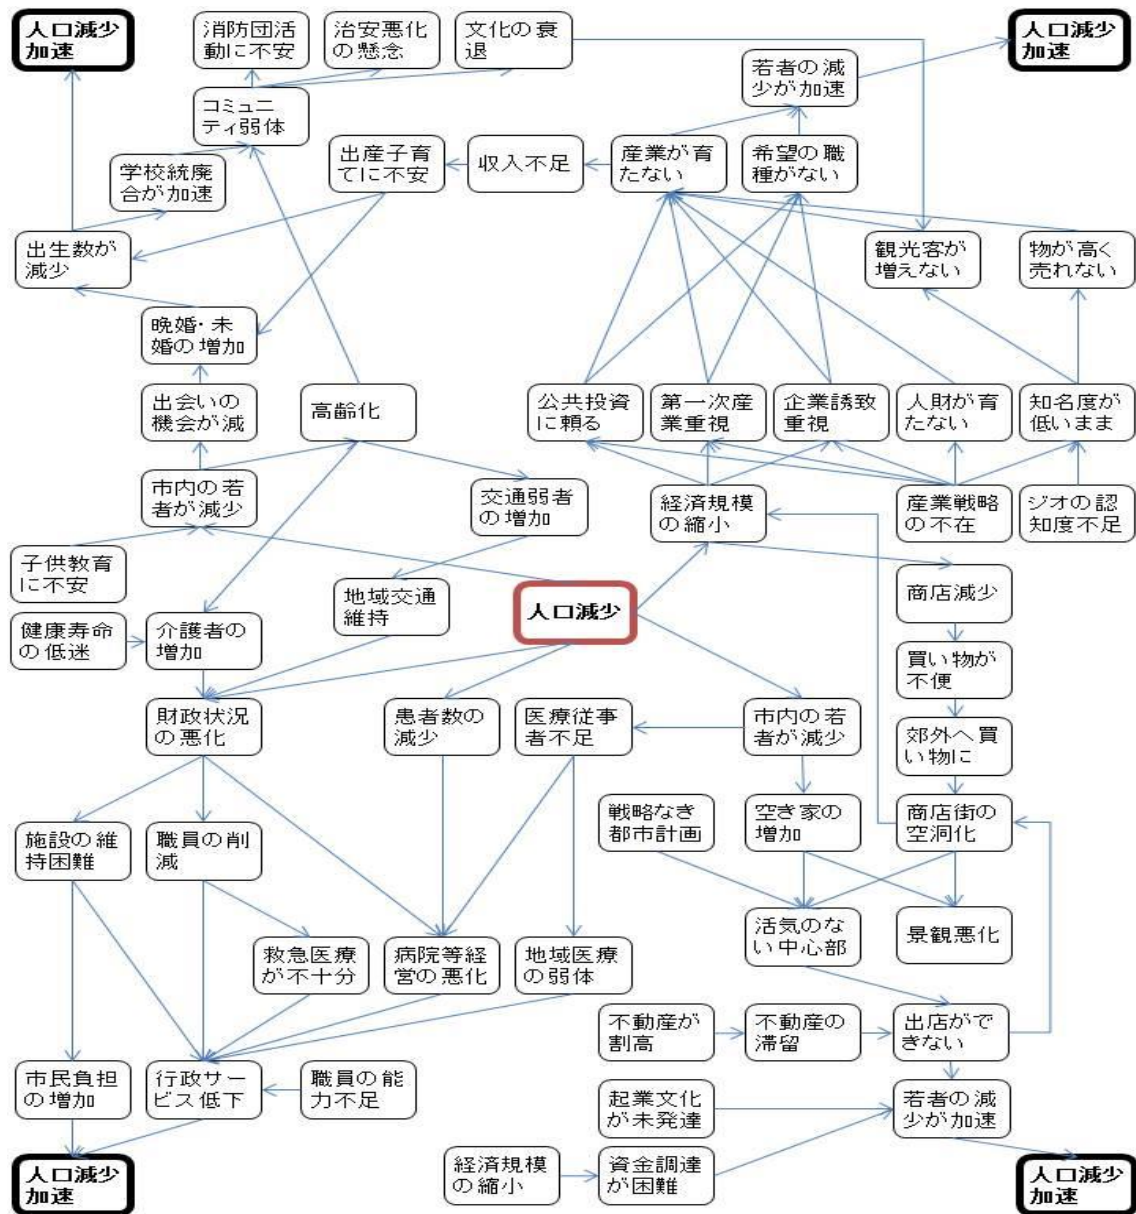 人口減少
加速
消防団活
動に不安
治安悪化
の懸念
文化の衰
退
人口減少
加速
若者の減
少が加速
コミュニ
ティ弱体
学校統廃
合が加速
出産子育
てに不安
収入不足
産業が育
たない
希望の職
種がない
出生数が
減少
観光客が
増えない
物が高く
売れない
晩婚・未
婚の増加
出会いの
機会が減
高齢化
公共投資
に頼る
第一次産
業重視
企業誘致
重視
人財が育
たない
知名度が
低いまま
市内の若
者が減少
交通弱者
の増加
経済規模
の縮小
産業戦略
の不在
ジオの認
知度不足
子供教育
に不安
地域交通
維持
人口減少
商店減少
健康寿命
の低迷
介護者の
増加
買い物が
不便
財政状況
の悪化
患者数の
減少
医療従事
者不足
市内の若
者が減少
郊外へ買
い物に
施設の維
持困難
職員の削
減
戦略なき
都市計画
空き家の
増加
商店街の
空洞化
救急医療
が不十分
病院等経
営の悪化
地域医療
の弱体
活気のな
い中心部
景観悪化
不動産が
割高
不動産の
滞留
出店がで
きない
市民負担
の増加
行政サー
ビス低下
職員の能
力不足
起業文化
が未発達
若者の減
少が加速
人口減少
加速
経済規模
の縮小
資金調達
が困難
人口減少
加速